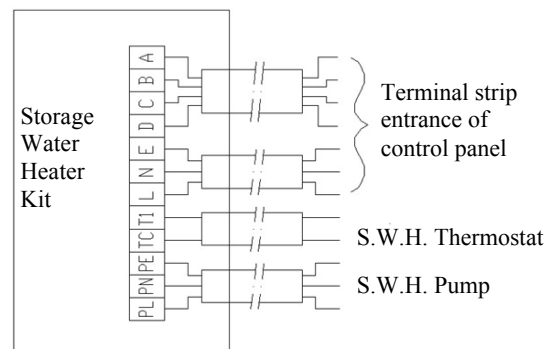 Storage
Water
Heater
Kit
A
B
C
D
E
N
L
T1
TC
PE
PN
PL
Terminal strip
entrance of
control panel
S.W.H. Thermostat
S.W.H. Pump